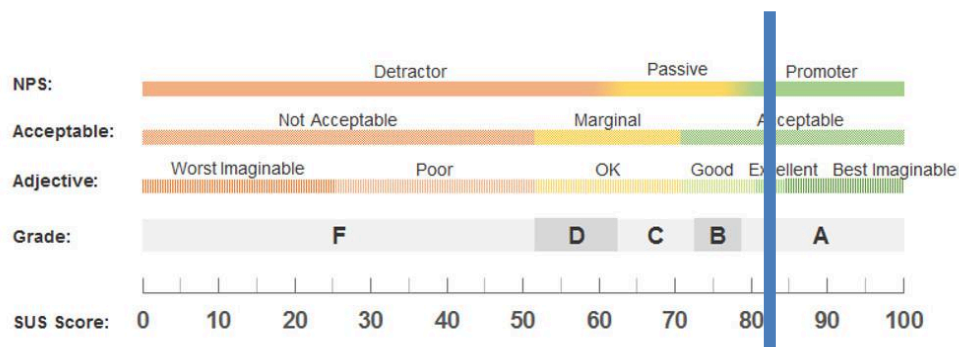 Detractor Passive Promoter
NPS:
Not Acceptable Marginal Acceptable
Acceptable:
Worst Imaginable Poor OK Good Excellent Best Imaginable
Adjective:
Grade: F D C B A
SUS Score: 0 10 20 30 40 50 60 70 80 90 100